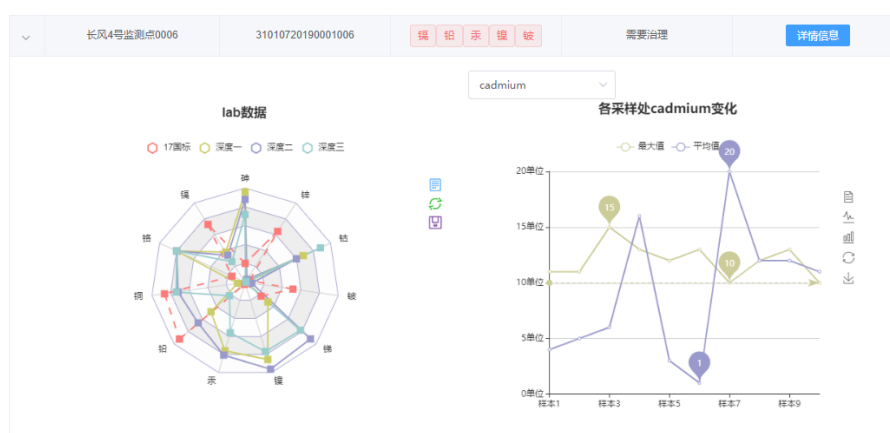 长风4号监测点0006 31010720190001006 镉 铅 汞 镍 铍 需要治理 详情信息
cadmium
lab数据
17国标 深度一 深度二 深度三
砷
镉
锌
铬
钴
铜
铍
铅
锑
汞
镍
各采样处cadmium变化
最大值 平均值
20
20单位
15
15单位
10
10单位
5单位
1
0单位
样本1 样本3 样本5 样本7 样本9